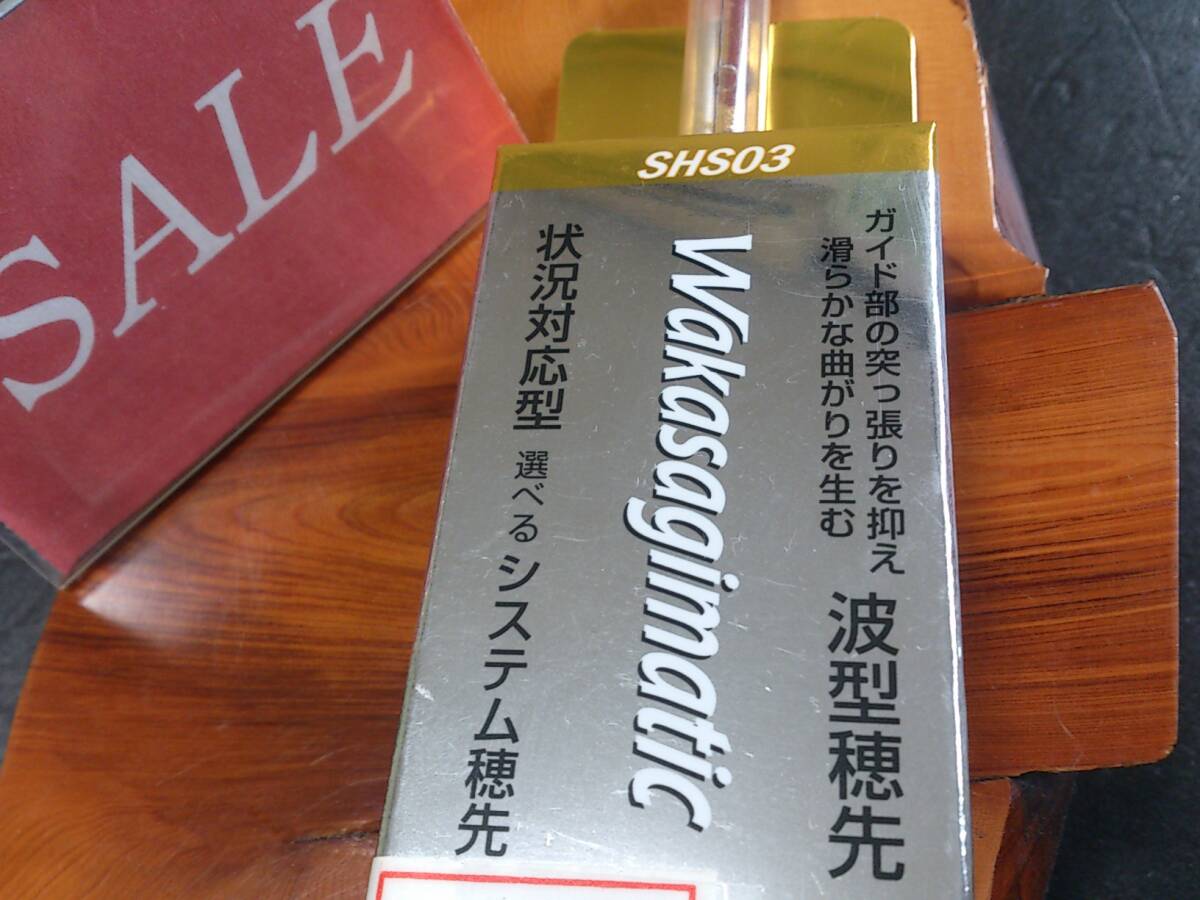 SALE
SHS03
ガイド部の突っ張りを抑え
滑らかな曲がりを生む
波型穂先
Wakasagimatic
状況対応型 選べる システム穂先